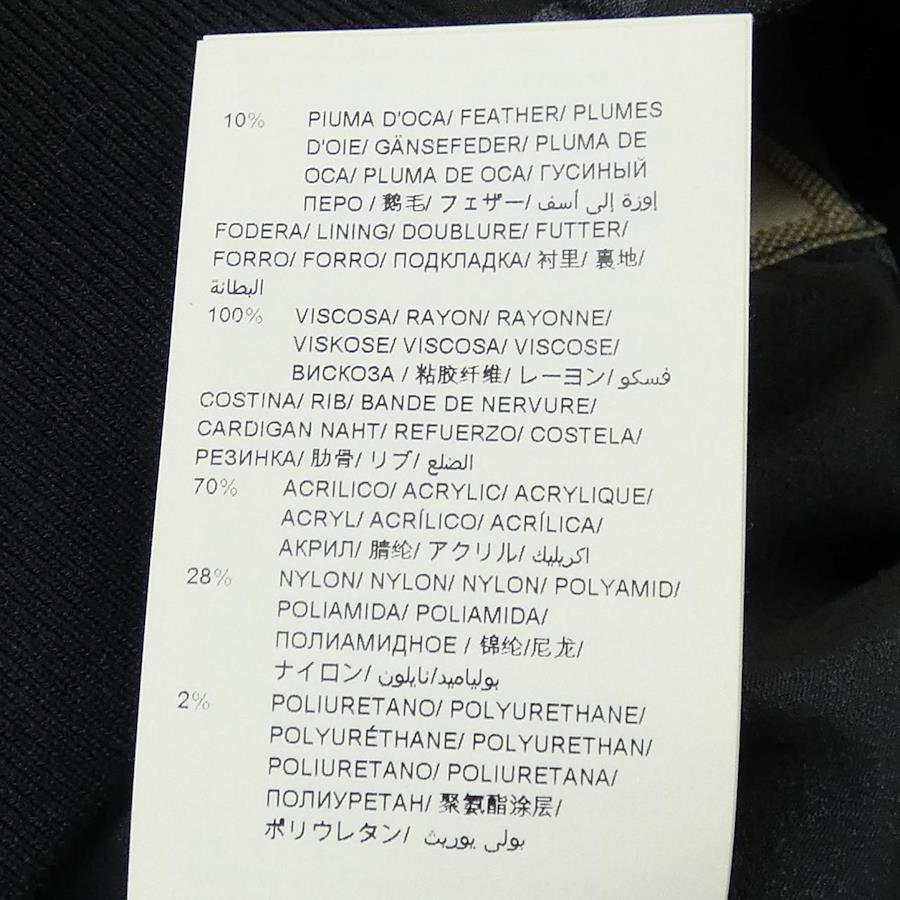 10% PIUMA D'OCA/ FEATHER/ PLUMES
D'OIE/ GÄNSEFEDER/ PLUMA DE
OCA/ PLUMA DE OCA/ ГУСИНЫЙ
ПЕРО / 鹅毛/ フェザー/ اوزة إلى أسف
FODERA/ LINING/ DOUBLURE/ FUTTER/
FORRO/ FORRO/ ПОДКЛАДКА/ 衬里/ 裏地/
البطانة
100% VISCOSA/ RAYON/ RAYONNE/
VISKOSE/ VISCOSA/ VISCOSE/
ВИСКОЗА / 粘胶纤维/ レーヨン/ فسكو
COSTINA/ RIB/ BANDE DE NERVURE/
CARDIGAN NAHT/ REFUERZO/ COSTELA/
РЕЗИНКА/ 肋骨/ リブ/ الضلع
70% ACRILICO/ ACRYLIC/ ACRYLIQUE/
ACRYL/ ACRÍLICO/ ACRÍLICA/
АКРИЛ/ 腈纶/ アクリル/ اكريليك
28% NYLON/ NYLON/ NYLON/ POLYAMID/
POLIAMIDA/ POLIAMIDA/
ПОЛИАМИДНОЕ / 锦纶/尼龙/
ナイロン/ بولياميد/نايلون
2% POLIURETANO/ POLYURETHANE/
POLYURÉTHANE/ POLYURETHAN/
POLIURETANO/ POLIURETANA/
ПОЛИУРЕТАН/ 聚氨酯涂层/
ポリウレタン/ بولى يوريث